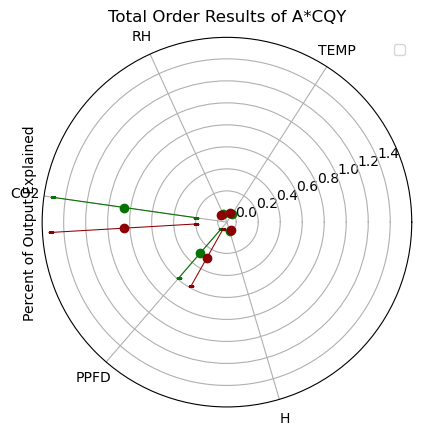 Total Order Results of A*CQY
RH
TEMP
1.4
1.2
1.0
0.8
0.6
0.4
0.2
0.0
CO2
Percent of Output Explained
PPFD
H